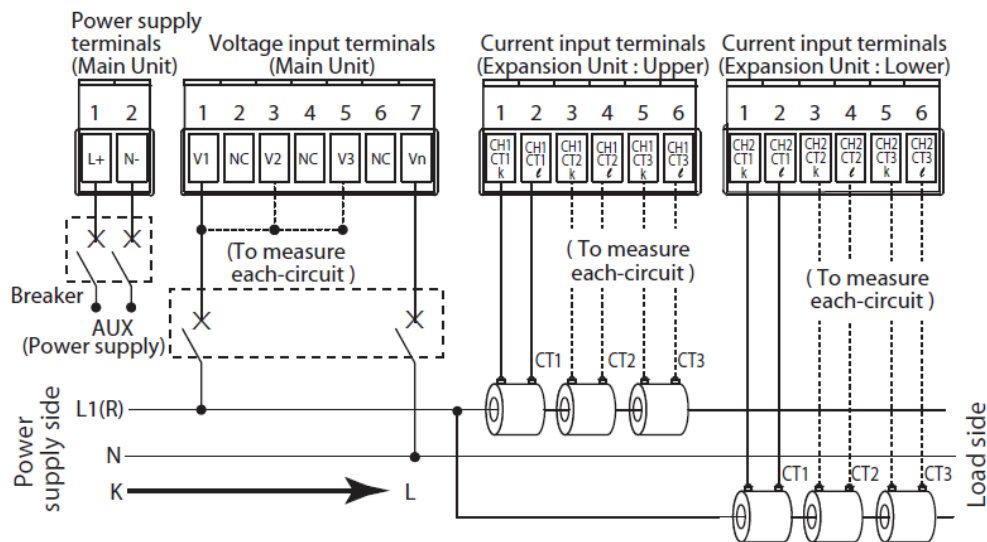 Power supply
terminals
(Main Unit)
Voltage input terminals
(Main Unit)
Current input terminals
(Expansion Unit : Upper)
Current input terminals
(Expansion Unit : Lower)
1 2
1 2 3 4 5 6 7
1 2 3 4 5 6
1 2 3 4 5 6
L+ N-
V1 NC V2 NC V3 NC Vn
CH1 CT1 k
CH1 CT1 ℓ
CH1 CT2 k
CH1 CT2 ℓ
CH1 CT3 k
CH1 CT3 ℓ
CH2 CT1 k
CH2 CT1 ℓ
CH2 CT2 k
CH2 CT2 ℓ
CH2 CT3 k
CH2 CT3 ℓ
(To measure
each-circuit )
( To measure
each-circuit )
( To measure
each-circuit )
Breaker
AUX
(Power supply)
CT1 CT2 CT3
L1(R)
N
K L
Power
supply side
Load side
CT1 CT2 CT3